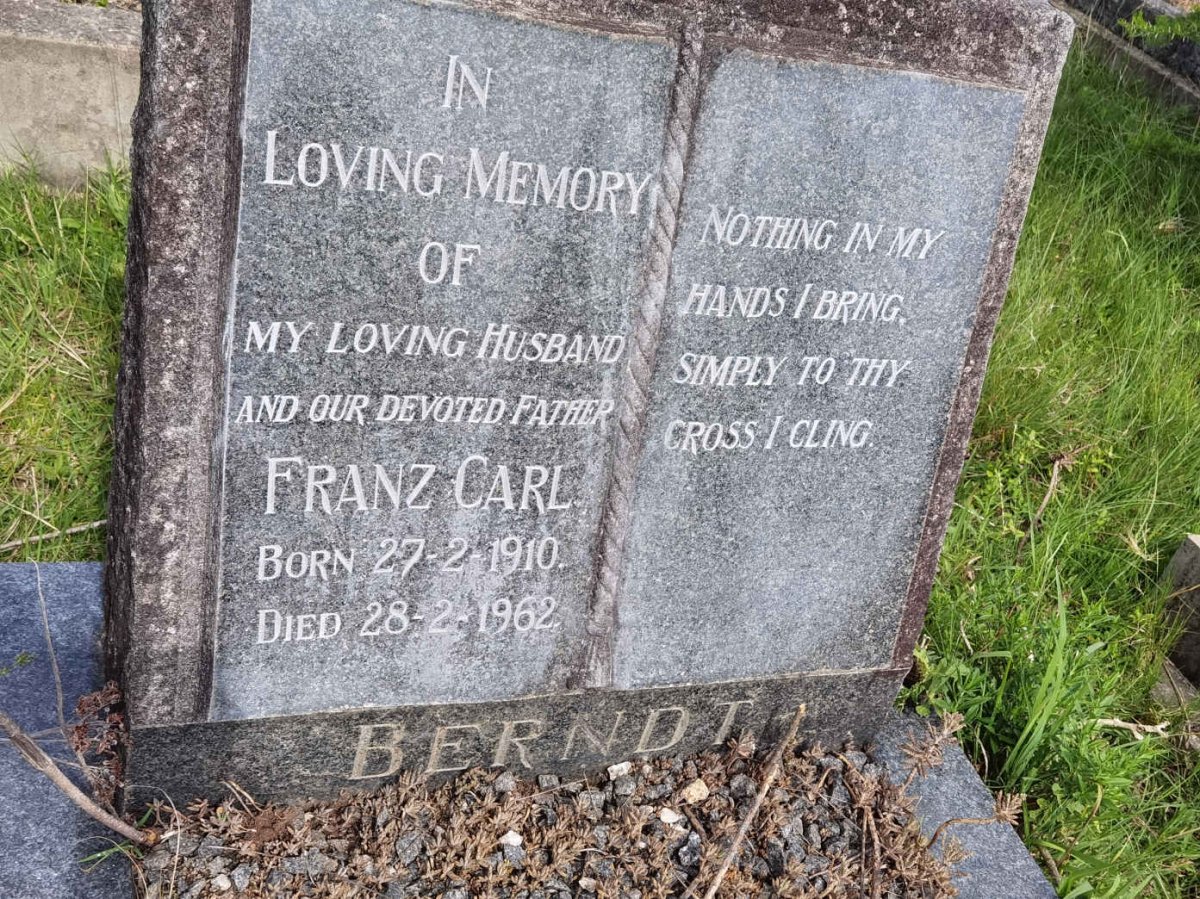 IN
LOVING MEMORY
OF
MY LOVING HUSBAND
AND OUR DEVOTED FATHER
FRANZ CARL.
BORN 27-2-1910.
DIED 28-2-1962.
NOTHING IN MY
HANDS I BRING,
SIMPLY TO THY
CROSS I CLING.
BERNDT